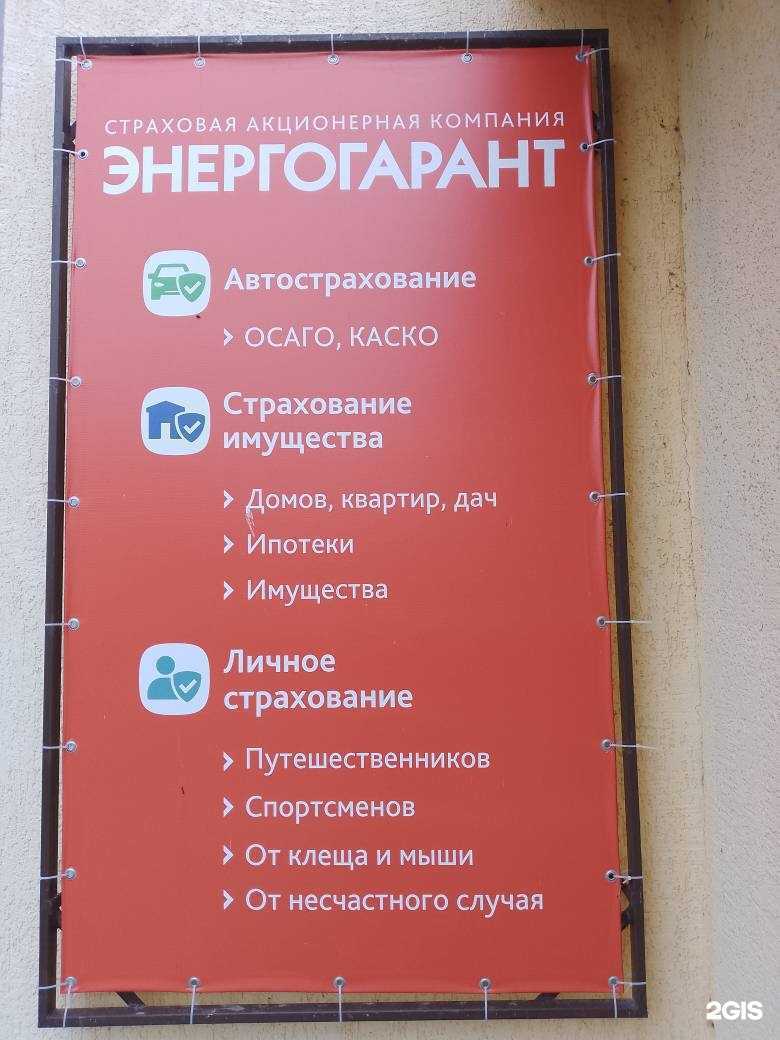 СТРАХОВАЯ АКЦИОНЕРНАЯ КОМПАНИЯ
ЭНЕРГОГАРАНТ
Автострахование
› ОСАГО, КАСКО
Страхование
имущества
› Домов, квартир, дач
› Ипотеки
› Имущества
Личное
страхование
› Путешественников
› Спортсменов
› От клеща и мыши
› От несчастного случая
2GIS